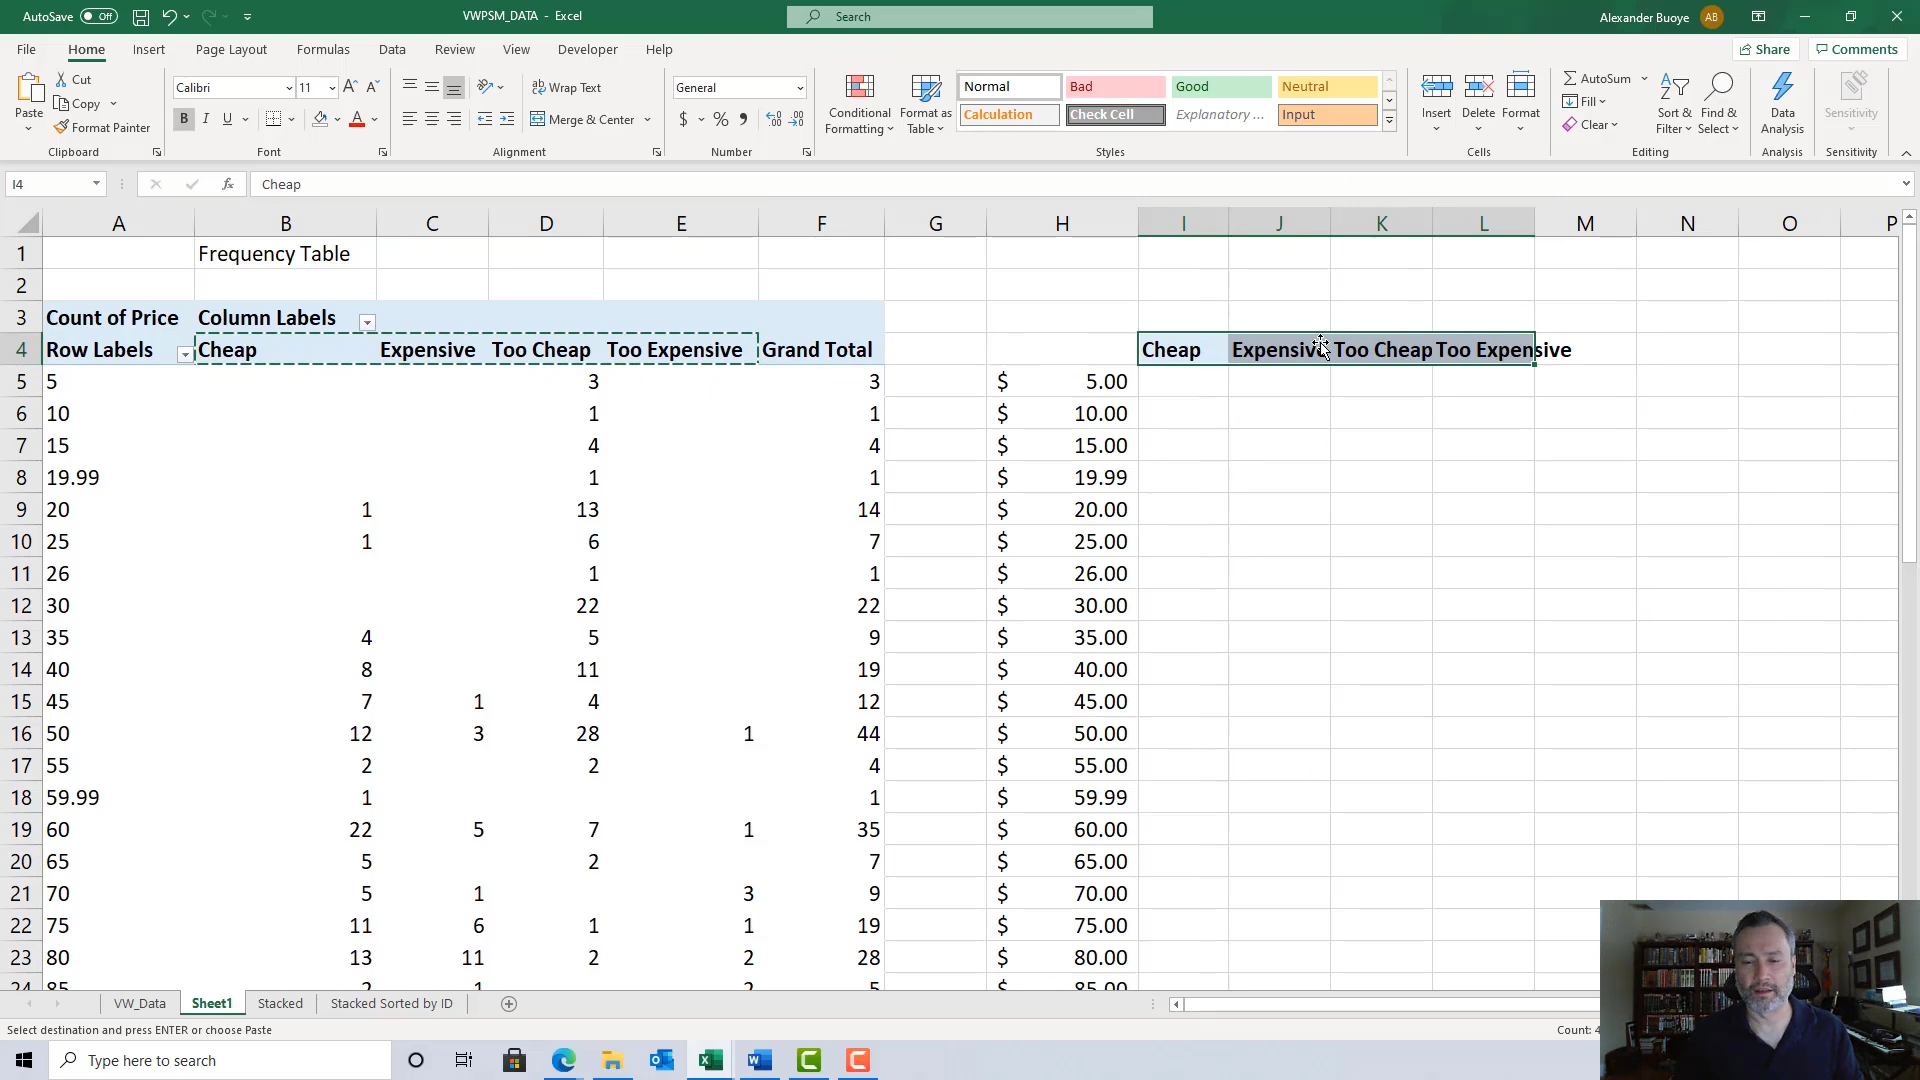 AutoSave Off VWPSM_DATA - Excel Search Alexander Buoye AB
File Home Insert Page Layout Formulas Data Review View Developer Help Share Comments
Cut Calibri 11 Wrap Text General Normal Bad Good Neutral AutoSum
Copy Conditional Format as Calculation Check Cell Explanatory ... Input Insert Delete Format Fill Sort & Find & Data Sensitivity
Paste Format Painter B I U Merge & Center $ % Formatting Table Clear Filter Select Analysis
Clipboard Font Alignment Number Styles Cells Editing Analysis Sensitivity
I4 fx Cheap
A B C D E F G H I J K L M N O P
1 Frequency Table
2
3 Count of Price Column Labels
4 Row Labels Cheap Expensive Too Cheap Too Expensive Grand Total Cheap Expensive Too Cheap Too Expensive
5 5 3 3 $ 5.00
6 10 1 1 $ 10.00
7 15 4 4 $ 15.00
8 19.99 1 1 $ 19.99
9 20 1 13 14 $ 20.00
10 25 1 6 7 $ 25.00
11 26 1 1 $ 26.00
12 30 22 22 $ 30.00
13 35 4 5 9 $ 35.00
14 40 8 11 19 $ 40.00
15 45 7 1 4 12 $ 45.00
16 50 12 3 28 1 44 $ 50.00
17 55 2 2 4 $ 55.00
18 59.99 1 1 $ 59.99
19 60 22 5 7 1 35 $ 60.00
20 65 5 2 7 $ 65.00
21 70 5 1 3 9 $ 70.00
22 75 11 6 1 1 19 $ 75.00
23 80 13 11 2 2 28 $ 80.00
24 85 2 1 2 5 $ 85.00
VW_Data Sheet1 Stacked Stacked Sorted by ID
Select destination and press ENTER or choose Paste Count: 4
Type here to search